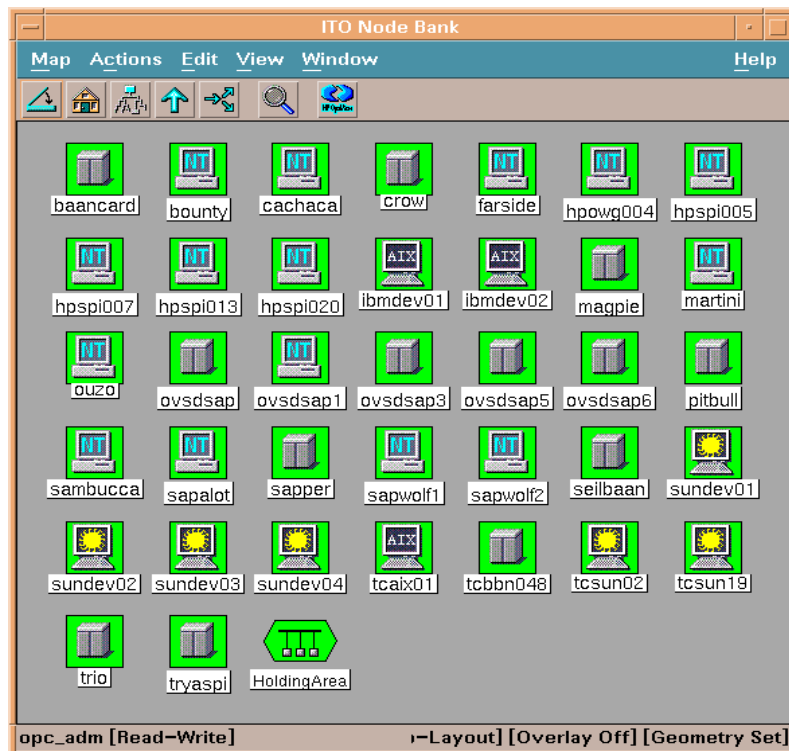 ITO Node Bank
Map Actions Edit View Window Help
HP OpenView
baancard bounty cachaca crow farside hpowg004 hpspi005
NT NT NT NT NT
hpspi007 hpspi013 hpspi020 ibmdev01 ibmdev02 magpie martini
NT NT NT AIX AIX NT
ouzo ovsdsap ovsdsap1 ovsdsap3 ovsdsap5 ovsdsap6 pitbull
NT NT
sambucca sapalot sapper sapwolf1 sapwolf2 seilbaan sundev01
NT NT NT NT
sundev02 sundev03 sundev04 tcaix01 tcbbn048 tcsun02 tcsun19
AIX
trio tryaspi HoldingArea
opc_adm [Read-Write] -Layout] [Overlay Off] [Geometry Set]